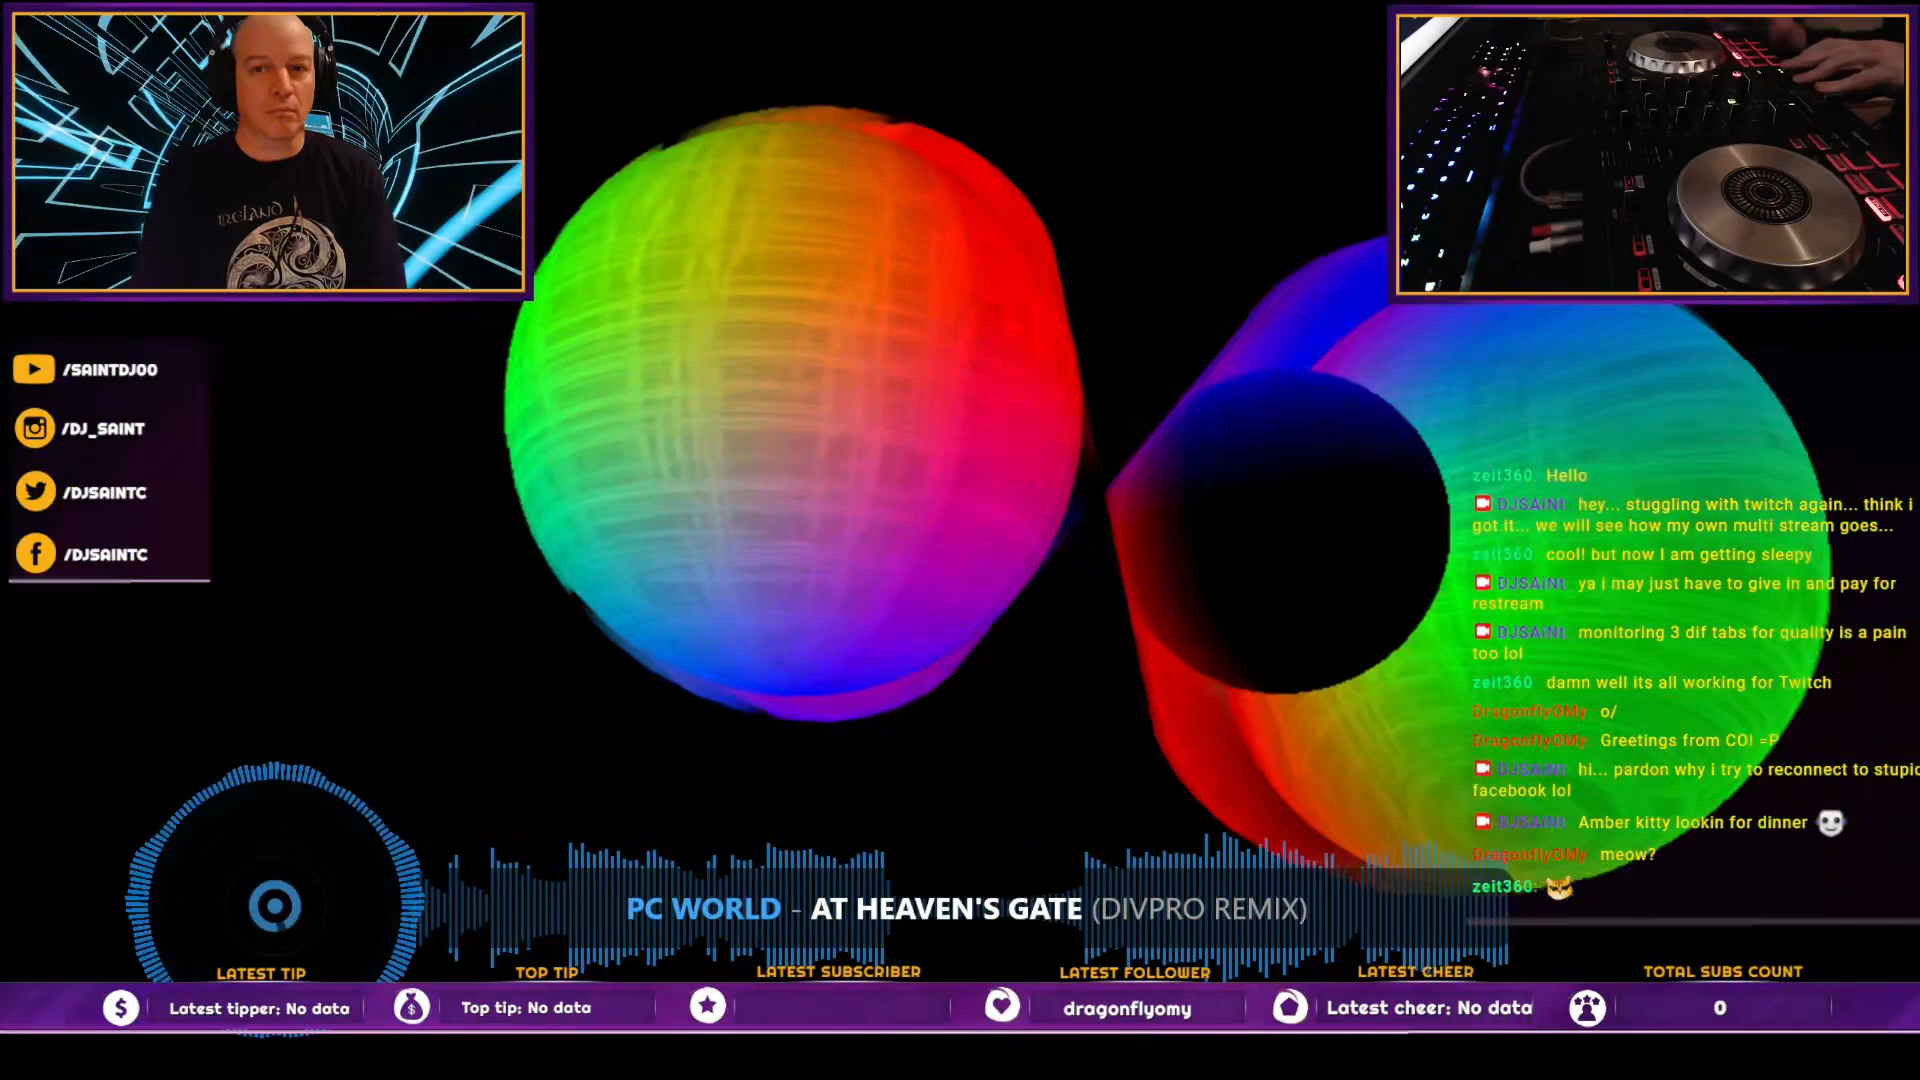 IRELAND
/SAINTDJ00
/DJ_SAINT
/DJSAINTC
/DJSAINTC
zeit360: Hello
DJSAiNt: hey... stuggling with twitch again... think i
got it... we will see how my own multi stream goes...
zeit360: cool! but now I am getting sleepy
DJSAiNt: ya i may just have to give in and pay for
restream
DJSAiNt: monitoring 3 dif tabs for quality is a pain
too lol
zeit360: damn well its all working for Twitch
DragonflyOMy: o/
DragonflyOMy: Greetings from CO! =P
DJSAiNt: hi... pardon why i try to reconnect to stupid
facebook lol
DJSAiNt: Amber kitty lookin for dinner
DragonflyOMy: meow?
zeit360:
PC WORLD - AT HEAVEN'S GATE (DIVPRO REMIX)
LATEST TIP
TOP TIP
LATEST SUBSCRIBER
LATEST FOLLOWER
LATEST CHEER
TOTAL SUBS COUNT
Latest tipper: No data
Top tip: No data
dragonflyomy
Latest cheer: No data
0